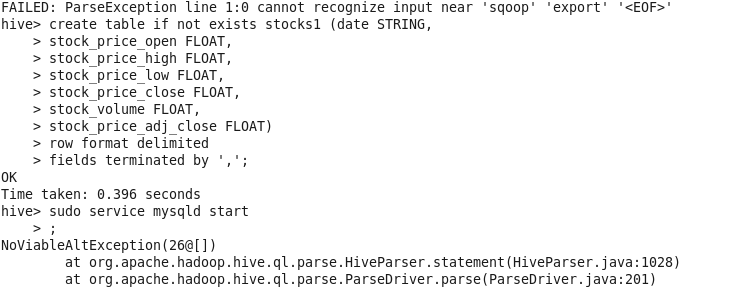 FAILED: ParseException line 1:0 cannot recognize input near 'sqoop' 'export' '<EOF>'
hive> create table if not exists stocks1 (date STRING,
    > stock_price_open FLOAT,
    > stock_price_high FLOAT,
    > stock_price_low FLOAT,
    > stock_price_close FLOAT,
    > stock_volume FLOAT,
    > stock_price_adj_close FLOAT)
    > row format delimited
    > fields terminated by ',';
OK
Time taken: 0.396 seconds
hive> sudo service mysqld start
    > ;
NoViableAltException(26@[])
        at org.apache.hadoop.hive.ql.parse.HiveParser.statement(HiveParser.java:1028)
        at org.apache.hadoop.hive.ql.parse.ParseDriver.parse(ParseDriver.java:201)